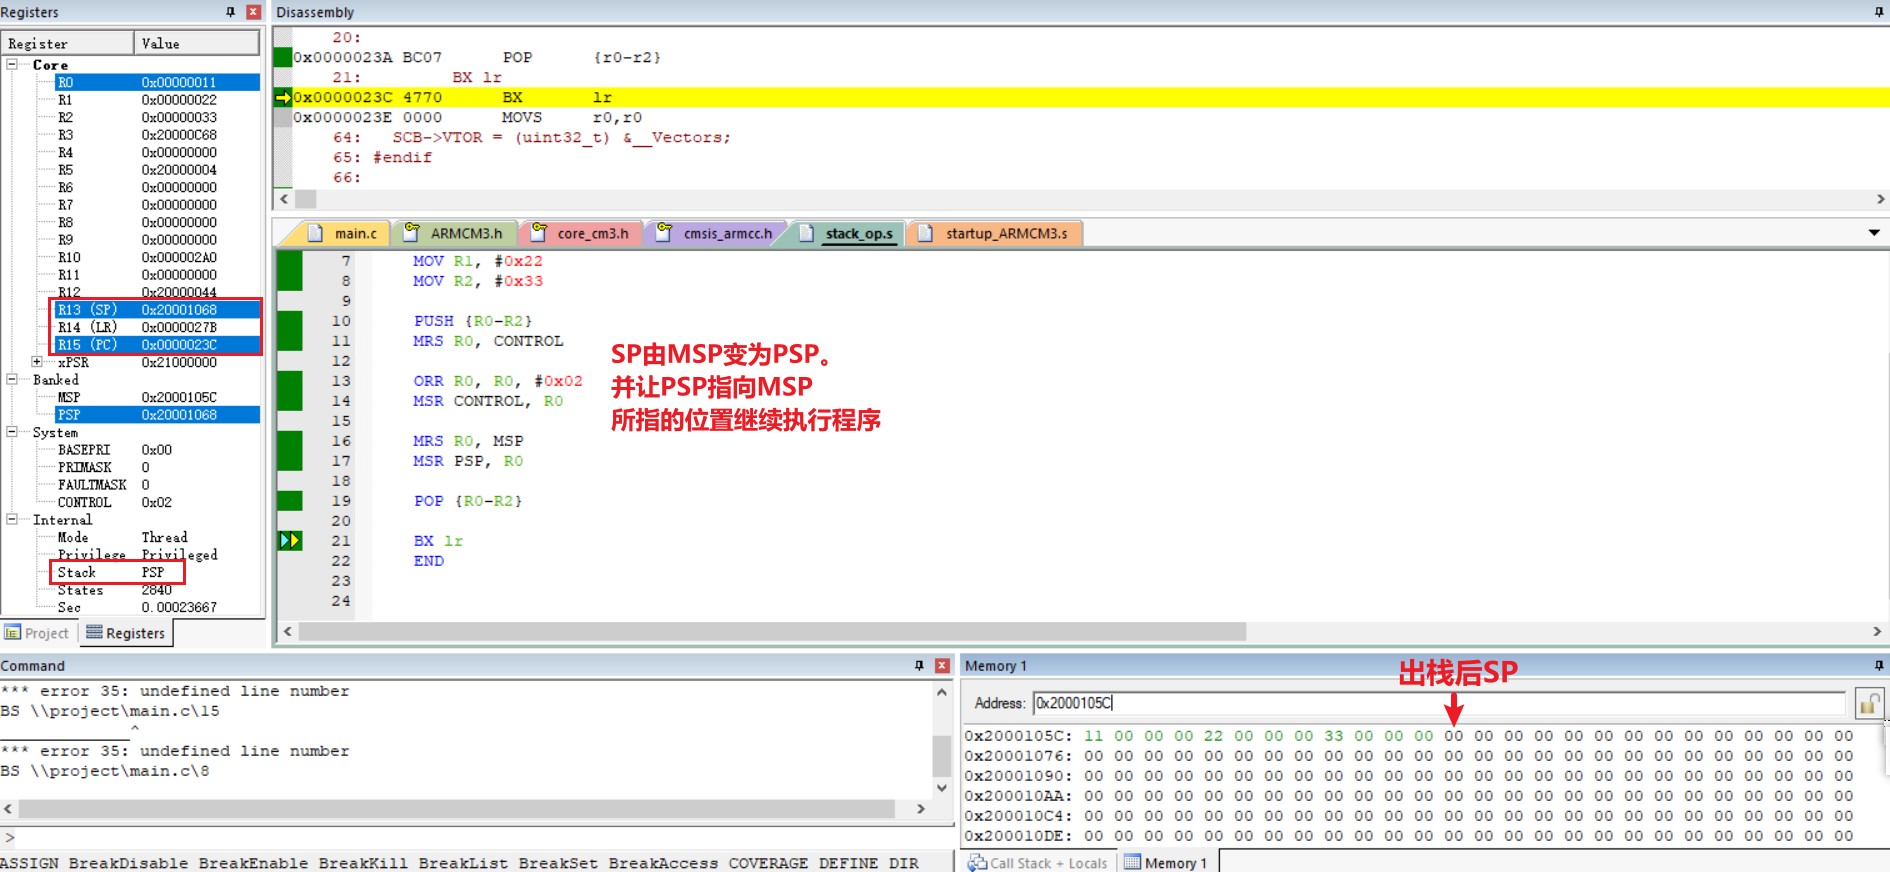 Registers
Register Value
Core
R0 0x00000011
R1 0x00000022
R2 0x00000033
R3 0x20000C68
R4 0x00000000
R5 0x20000004
R6 0x00000000
R7 0x00000000
R8 0x00000000
R9 0x00000000
R10 0x000002A0
R11 0x00000000
R12 0x20000044
R13 (SP) 0x20001068
R14 (LR) 0x0000027B
R15 (PC) 0x0000023C
xPSR 0x21000000
Banked
MSP 0x2000105C
PSP 0x20001068
System
BASEPRI 0x00
PRIMASK 0
FAULTMASK 0
CONTROL 0x02
Internal
Mode Thread
Privilege Privileged
Stack PSP
States 2840
Sec 0.00023667
Project Registers
Disassembly
20:
0x0000023A BC07 POP {r0-r2}
21: BX lr
0x0000023C 4770 BX lr
0x0000023E 0000 MOVS r0,r0
64: SCB->VTOR = (uint32_t) &__Vectors;
65: #endif
66:
main.c ARMCM3.h core_cm3.h cmsis_armcc.h stack_op.s startup_ARMCM3.s
7 MOV R1, #0x22
8 MOV R2, #0x33
9
10 PUSH {R0-R2}
11 MRS R0, CONTROL
12
13 ORR R0, R0, #0x02
14 MSR CONTROL, R0
15
16 MRS R0, MSP
17 MSR PSP, R0
18
19 POP {R0-R2}
20
21 BX lr
22 END
23
24
SP由MSP变为PSP。
并让PSP指向MSP
所指的位置继续执行程序
Command
*** error 35: undefined line number
BS \\project\main.c\15
_____________^
*** error 35: undefined line number
BS \\project\main.c\8
>
ASSIGN BreakDisable BreakEnable BreakKill BreakList BreakSet BreakAccess COVERAGE DEFINE DIR
Memory 1
出栈后SP
Address: 0x2000105C
0x2000105C: 11 00 00 00 22 00 00 00 33 00 00 00 00 00 00 00 00 00 00 00 00 00 00 00 00 00
0x20001076: 00 00 00 00 00 00 00 00 00 00 00 00 00 00 00 00 00 00 00 00 00 00 00 00 00 00
0x20001090: 00 00 00 00 00 00 00 00 00 00 00 00 00 00 00 00 00 00 00 00 00 00 00 00 00 00
0x200010AA: 00 00 00 00 00 00 00 00 00 00 00 00 00 00 00 00 00 00 00 00 00 00 00 00 00 00
0x200010C4: 00 00 00 00 00 00 00 00 00 00 00 00 00 00 00 00 00 00 00 00 00 00 00 00 00 00
0x200010DE: 00 00 00 00 00 00 00 00 00 00 00 00 00 00 00 00 00 00 00 00 00 00 00 00 00 00
Call Stack + Locals Memory 1